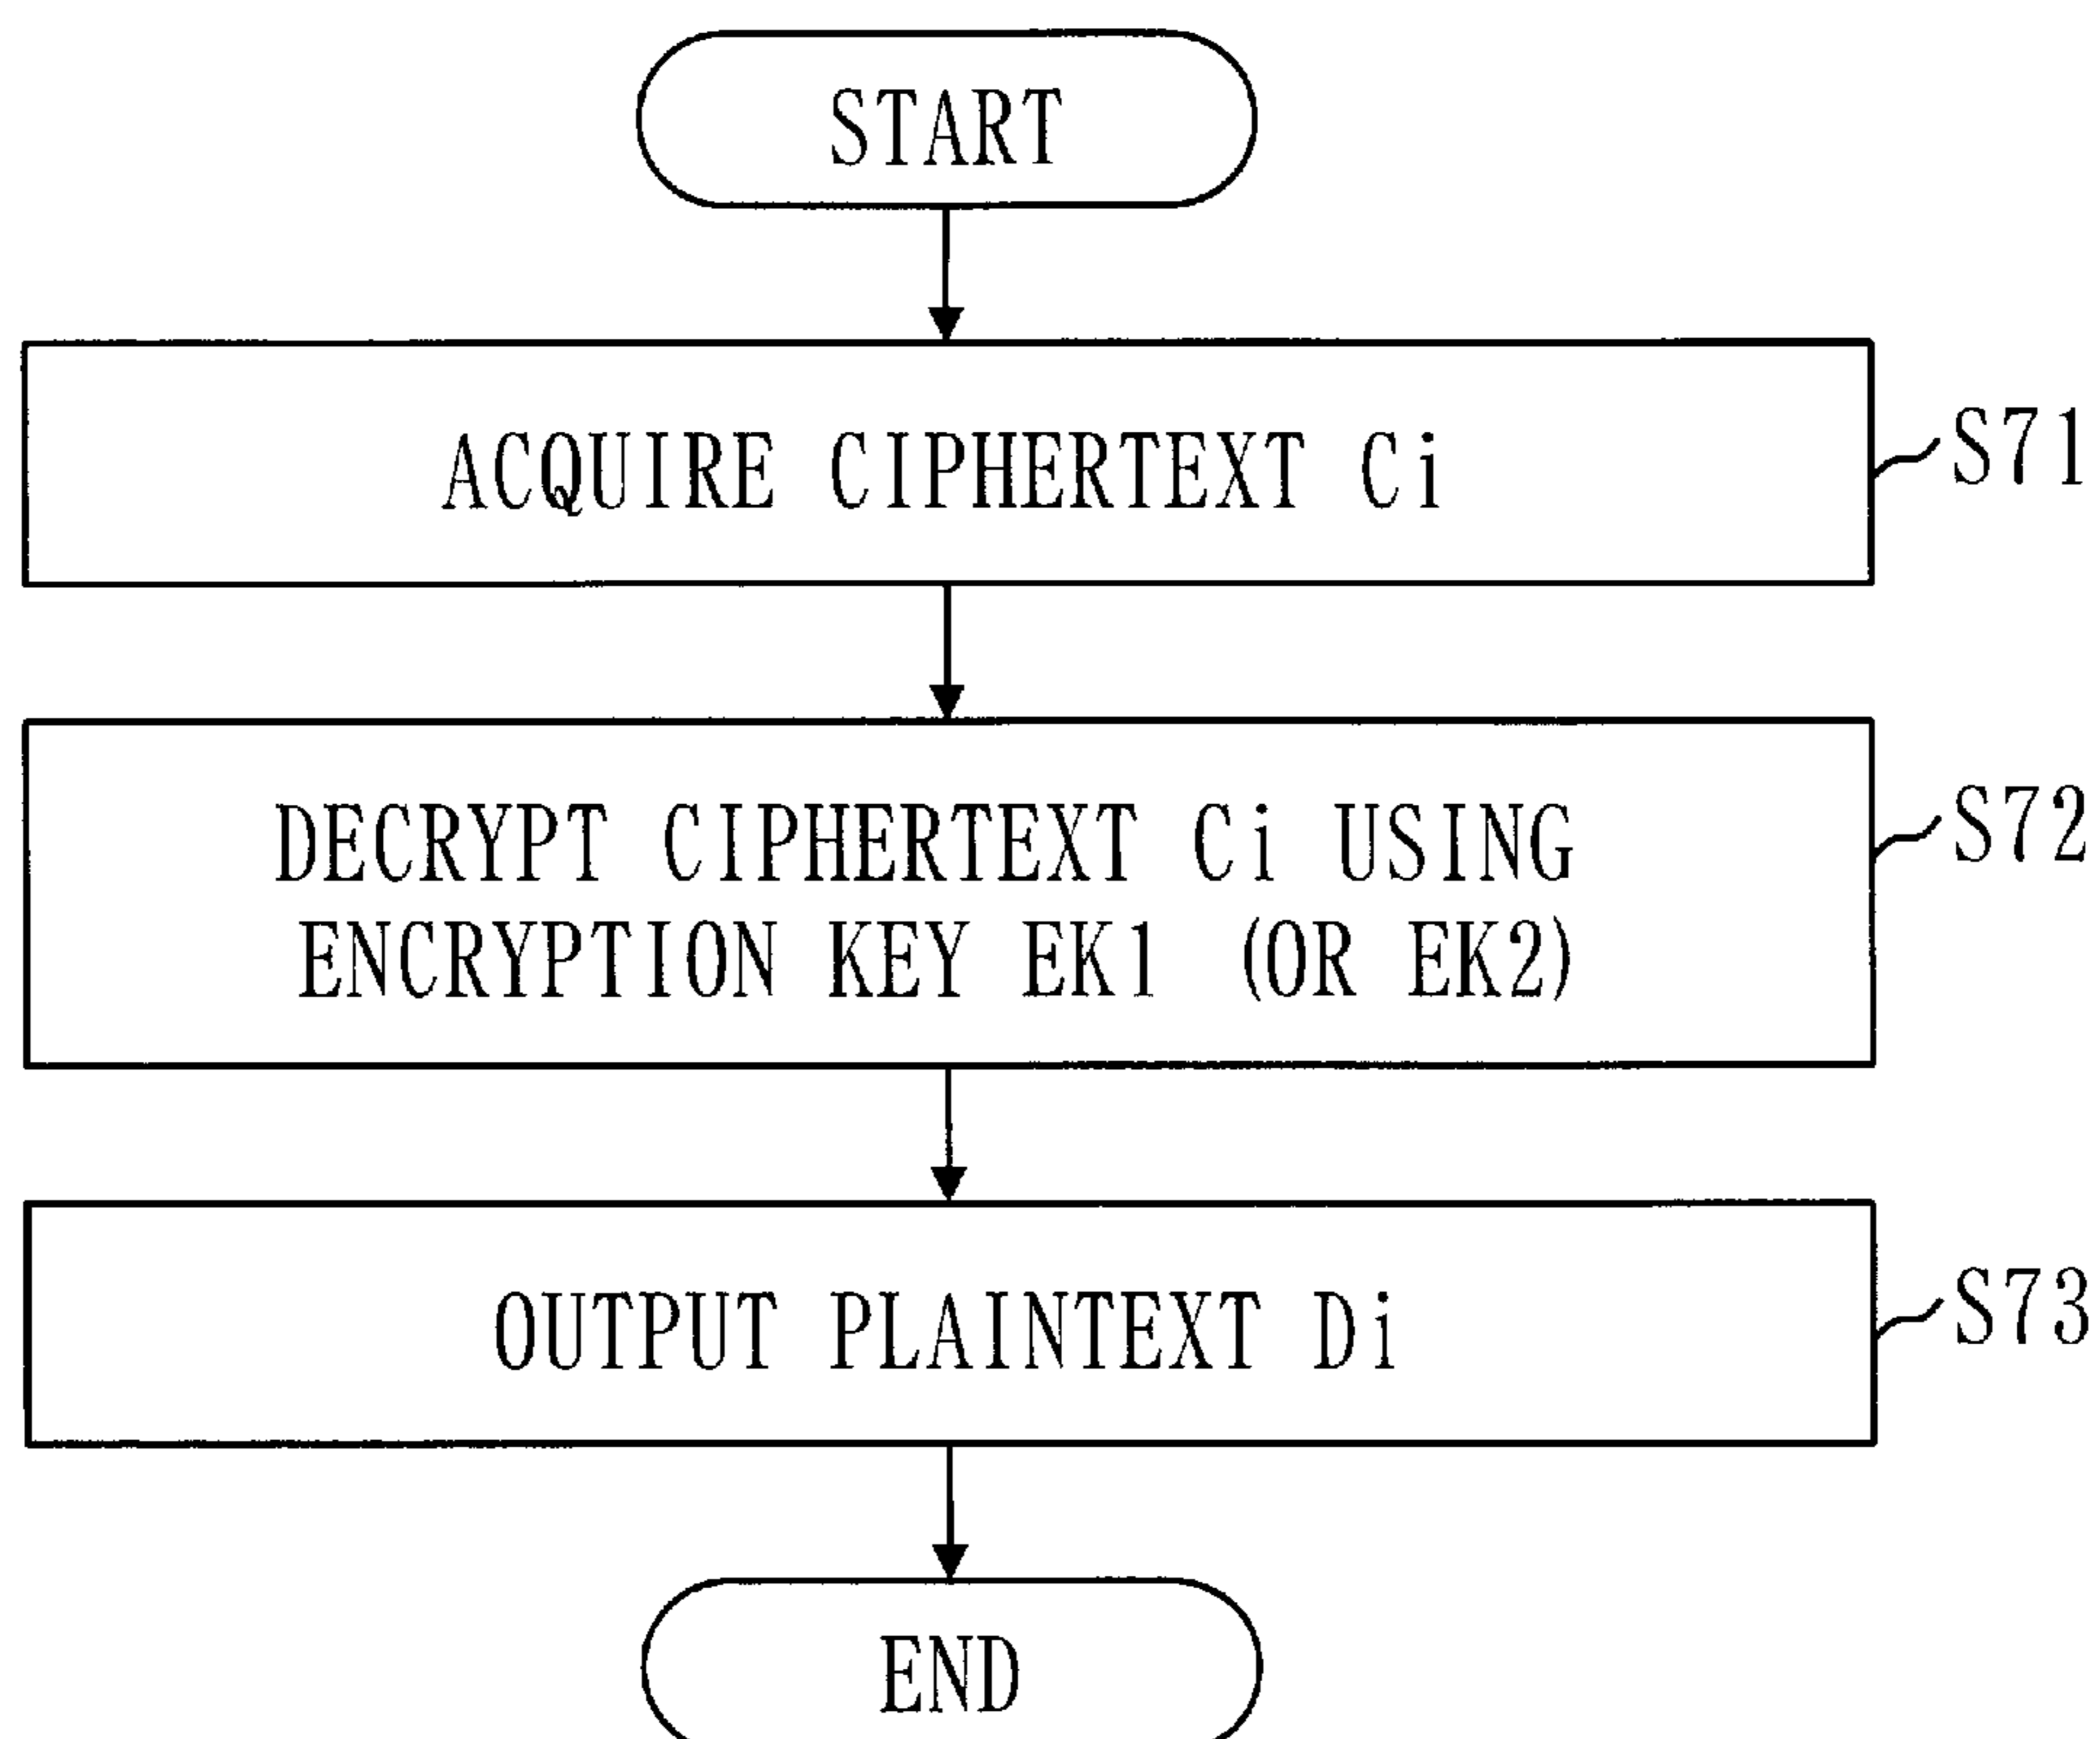 START
ACQUIRE CIPHERTEXT Ci
S71
DECRYPT CIPHERTEXT Ci USING
ENCRYPTION KEY EK1 (OR EK2)
S72
OUTPUT PLAINTEXT Di
S73
END